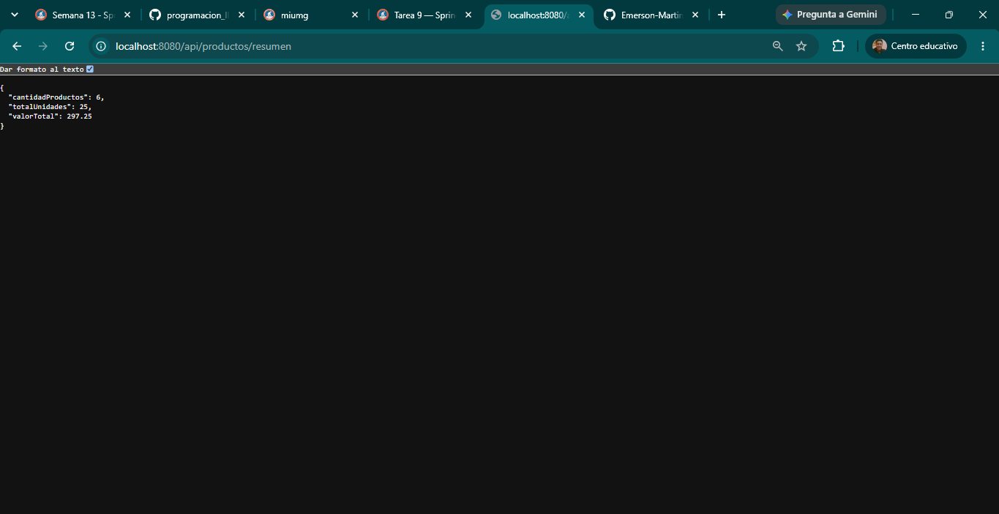 Semana 13 - Sp
programacion_II
miumg
Tarea 9 — Sprin
localhost:8080/a
Emerson-Martin
Pregunta a Gemini
localhost:8080/api/productos/resumen
Centro educativo
Dar formato al texto
{
"cantidadProductos": 6,
"totalUnidades": 25,
"valorTotal": 297.25
}